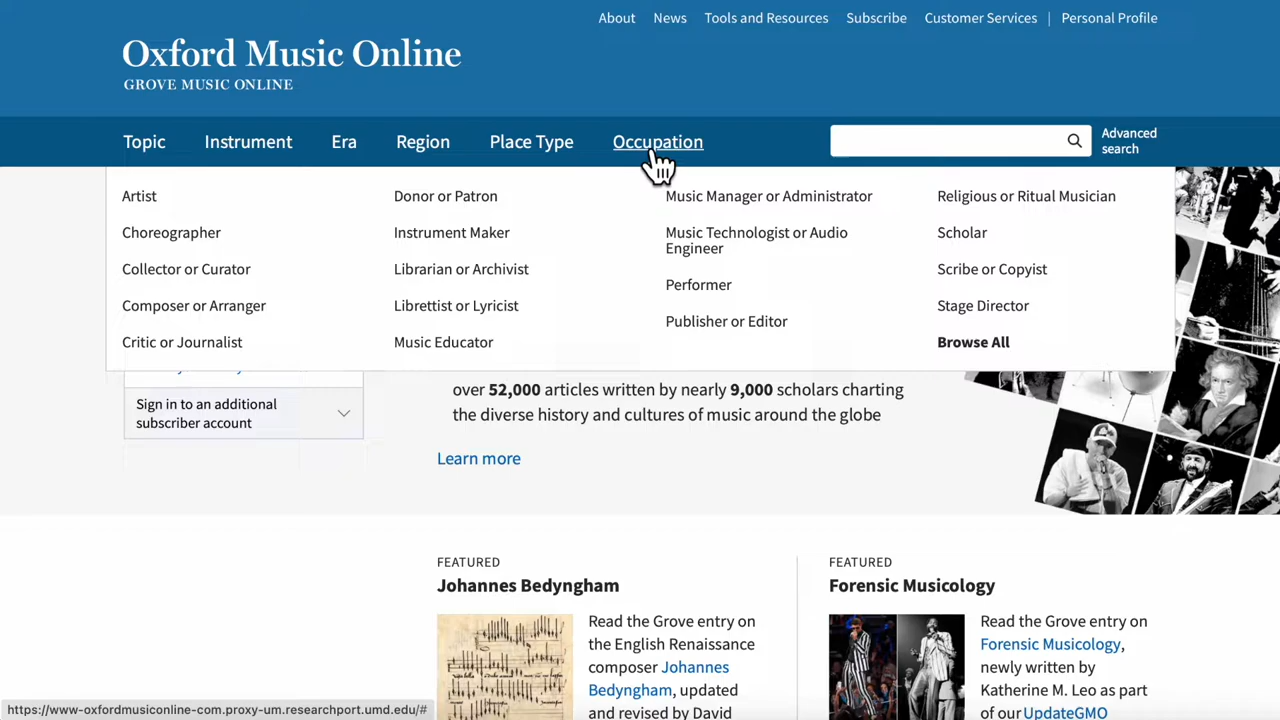 About News Tools and Resources Subscribe Customer Services | Personal Profile
Oxford Music Online
GROVE MUSIC ONLINE
Topic Instrument Era Region Place Type Occupation
Advanced
search
Artist
Choreographer
Collector or Curator
Composer or Arranger
Critic or Journalist
Donor or Patron
Instrument Maker
Librarian or Archivist
Librettist or Lyricist
Music Educator
Music Manager or Administrator
Music Technologist or Audio
Engineer
Performer
Publisher or Editor
Religious or Ritual Musician
Scholar
Scribe or Copyist
Stage Director
Browse All
Sign in to an additional
subscriber account
over 52,000 articles written by nearly 9,000 scholars charting
the diverse history and cultures of music around the globe
Learn more
FEATURED
Johannes Bedyngham
Read the Grove entry on
the English Renaissance
composer Johannes
Bedyngham, updated
and revised by David
FEATURED
Forensic Musicology
Read the Grove entry on
Forensic Musicology,
newly written by
Katherine M. Leo as part
of our UpdateGMO
https://www-oxfordmusiconline-com.proxy-um.researchport.umd.edu/#